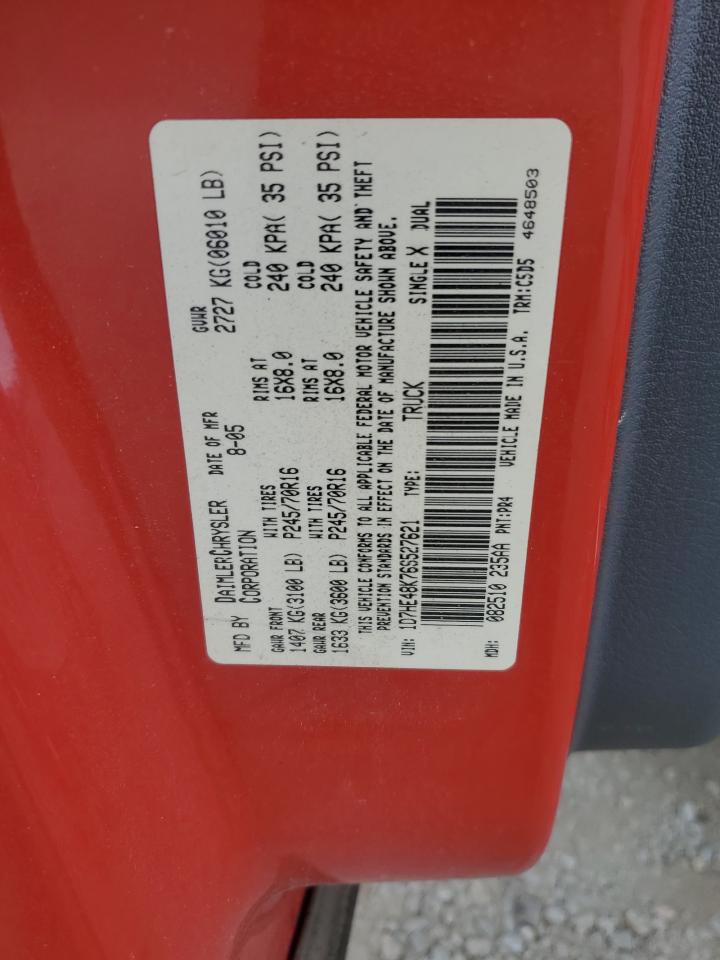 MFD BY DAIMLERCHRYSLER CORPORATION DATE OF MFR 8-05 GVWR 2727 KG(06010 LB)
GAWR FRONT WITH TIRES RIMS AT COLD
1407 KG(3100 LB) P245/70R16 16X8.0 240 KPA( 35 PSI)
GAWR REAR WITH TIRES RIMS AT COLD
1633 KG(3600 LB) P245/70R16 16X8.0 240 KPA( 35 PSI)
THIS VEHICLE CONFORMS TO ALL APPLICABLE FEDERAL MOTOR VEHICLE SAFETY AND THEFT
PREVENTION STANDARDS IN EFFECT ON THE DATE OF MANUFACTURE SHOWN ABOVE.
VIN: 1D7HE48K76S527621 TYPE: TRUCK SINGLE X DUAL
MDH: 082510 235AA PNT:PR4 VEHICLE MADE IN U.S.A. TRM:C5D5 4648503